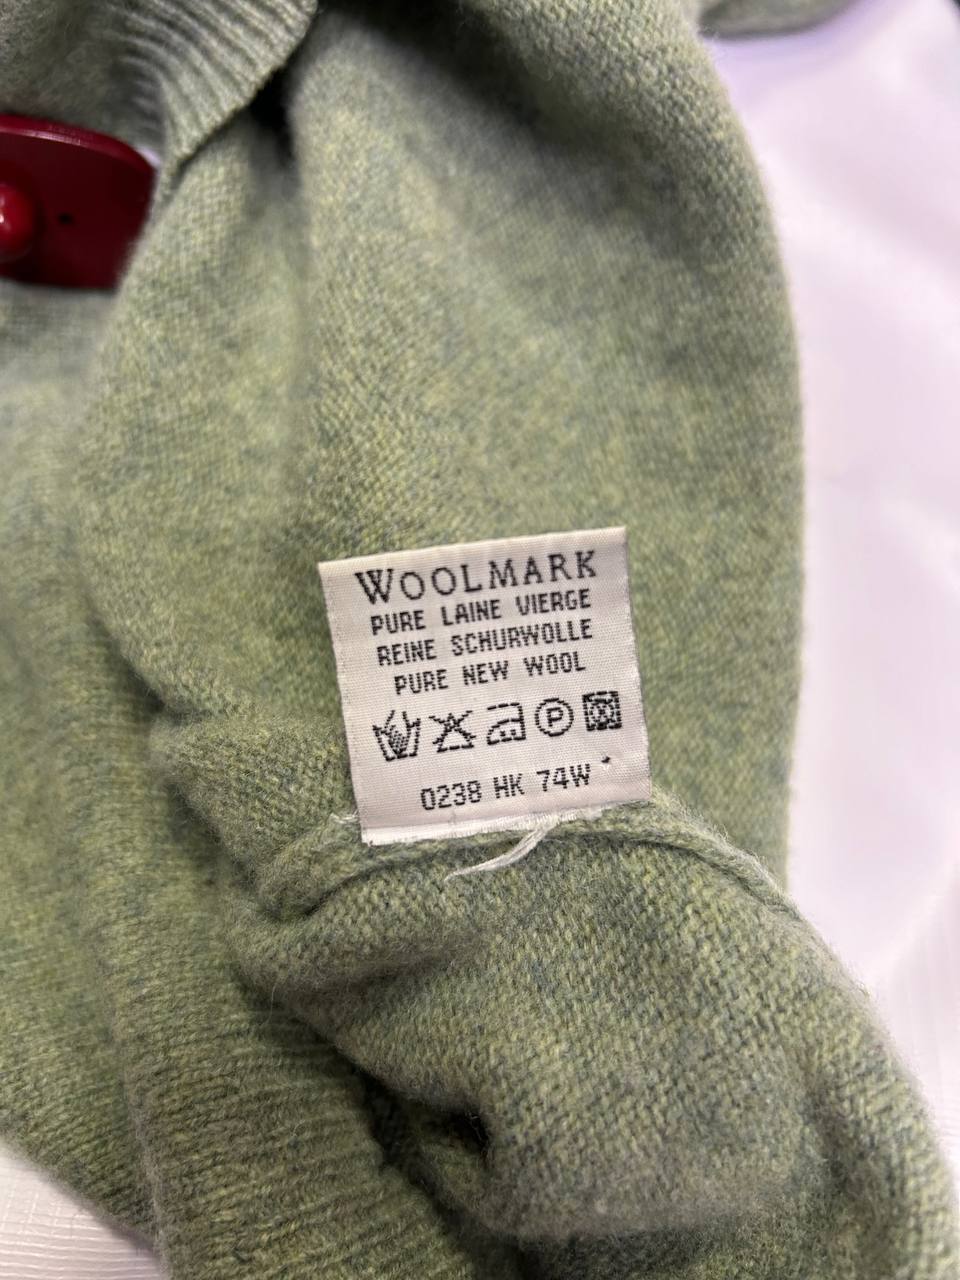 WOOLMARK
PURE LAINE VIERGE
REINE SCHURWOLLE
PURE NEW WOOL
P
0238 HK 74W